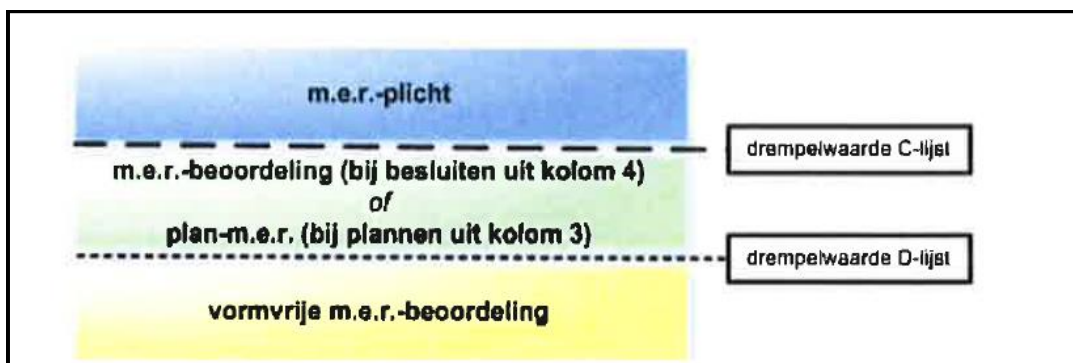 m.e.r.-plicht
drempelwaarde C-lijst
m.e.r.-beoordeling (bij besluiten uit kolom 4)
of
plan-m.e.r. (bij plannen uit kolom 3)
drempelwaarde D-lijst
vormvrije m.e.r.-beoordeling